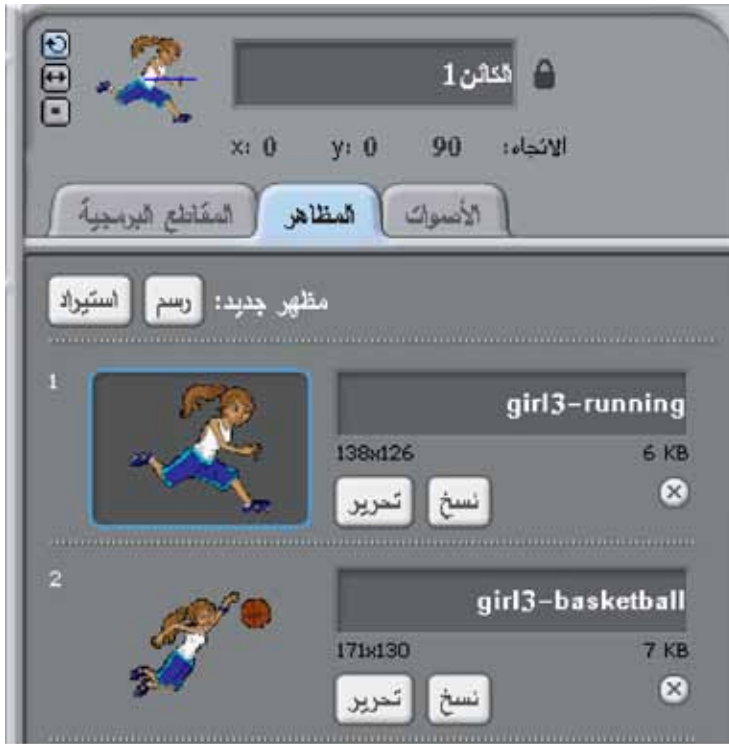 الكائن1
الاتجاه: 90 y: 0 x: 0
الأصوات المظاهر المقاطع البرمجية
مظهر جديد: رسم استيراد
1
girl3-running
138x126 6 KB
نسخ تحرير
2
girl3-basketball
171x130 7 KB
نسخ تحرير